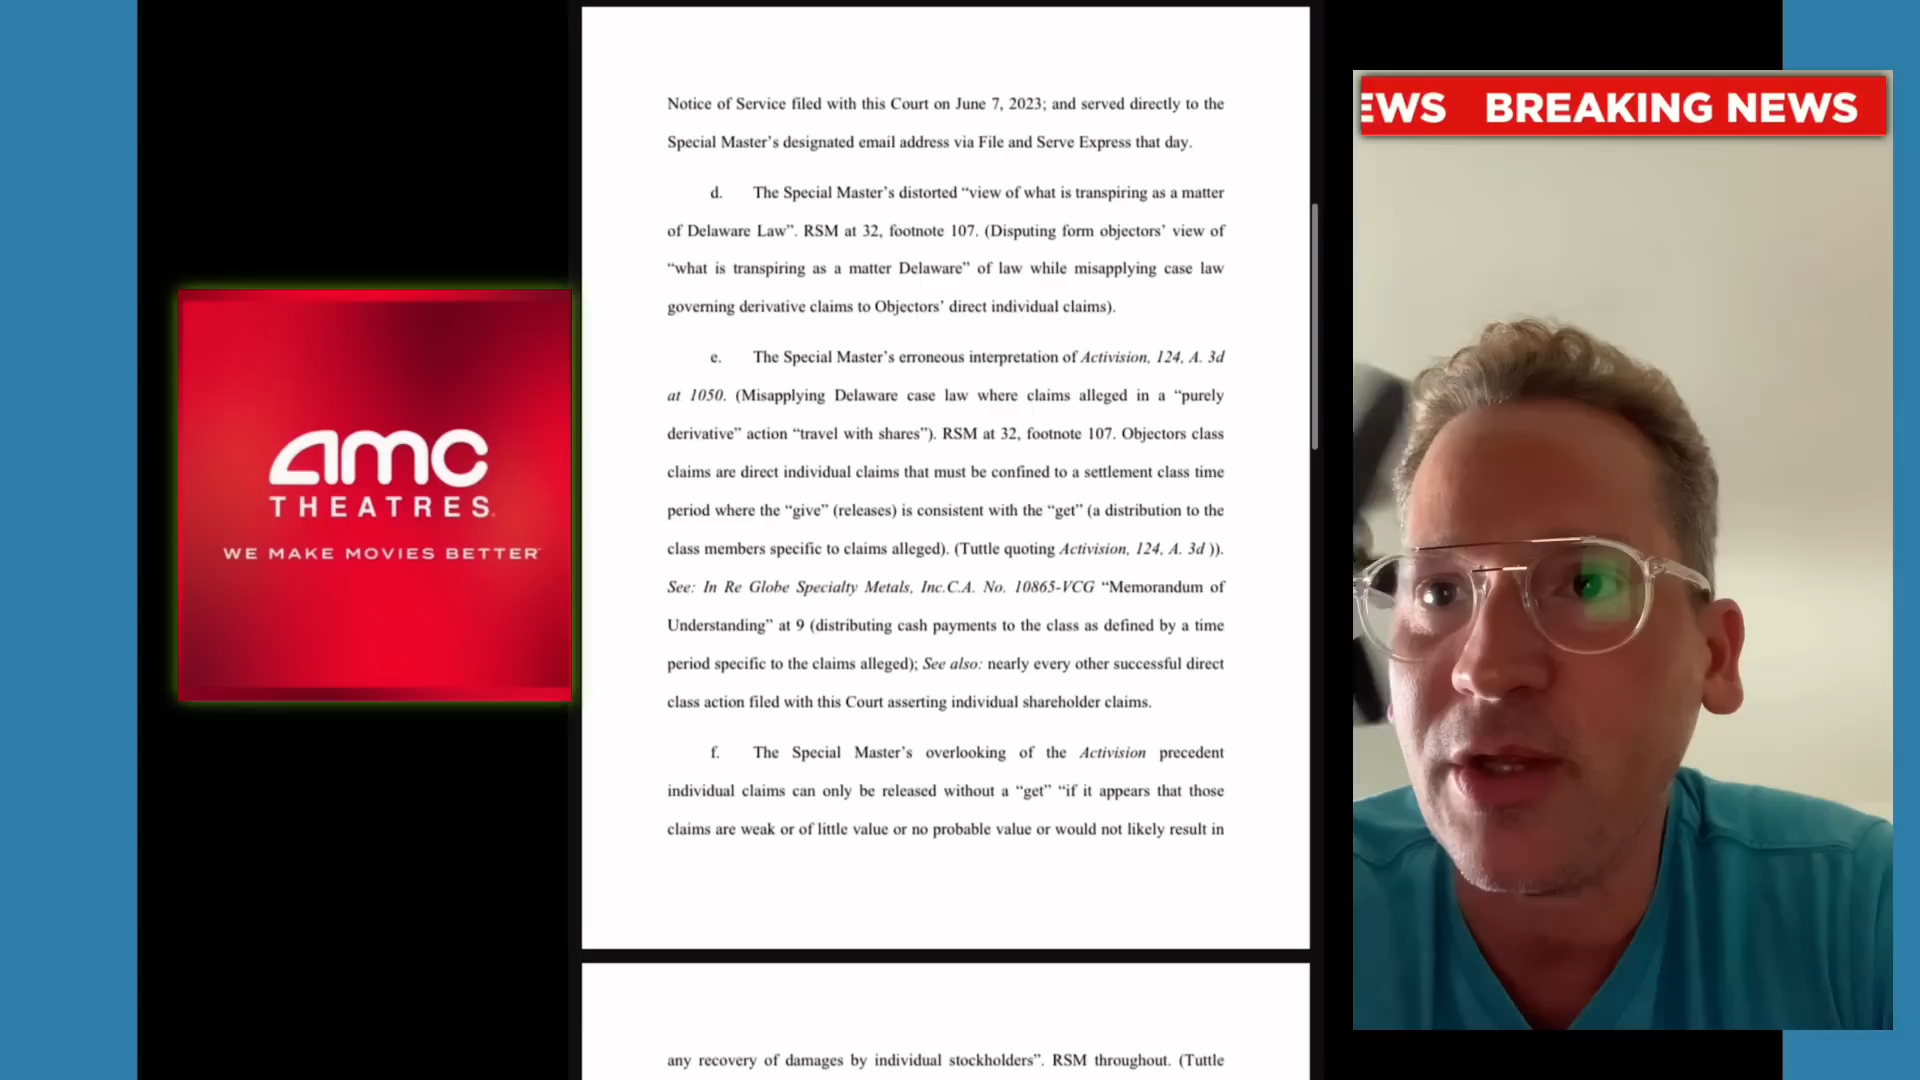 Notice of Service filed with this Court on June 7, 2023; and served directly to the
Special Master’s designated email address via File and Serve Express that day.
d. The Special Master’s distorted “view of what is transpiring as a matter
of Delaware Law”. RSM at 32, footnote 107. (Disputing form objectors’ view of
“what is transpiring as a matter Delaware” of law while misapplying case law
governing derivative claims to Objectors’ direct individual claims).
e. The Special Master’s erroneous interpretation of Activision, 124, A. 3d
at 1050. (Misapplying Delaware case law where claims alleged in a “purely
derivative” action “travel with shares”). RSM at 32, footnote 107. Objectors class
claims are direct individual claims that must be confined to a settlement class time
period where the “give” (releases) is consistent with the “get” (a distribution to the
class members specific to claims alleged). (Tuttle quoting Activision, 124, A. 3d )).
See: In Re Globe Specialty Metals, Inc.C.A. No. 10865-VCG “Memorandum of
Understanding” at 9 (distributing cash payments to the class as defined by a time
period specific to the claims alleged); See also: nearly every other successful direct
class action filed with this Court asserting individual shareholder claims.
f. The Special Master’s overlooking of the Activision precedent
individual claims can only be released without a “get” “if it appears that those
claims are weak or of little value or no probable value or would not likely result in
any recovery of damages by individual stockholders”. RSM throughout. (Tuttle
amc
THEATRES
WE MAKE MOVIES BETTER
EWS BREAKING NEWS